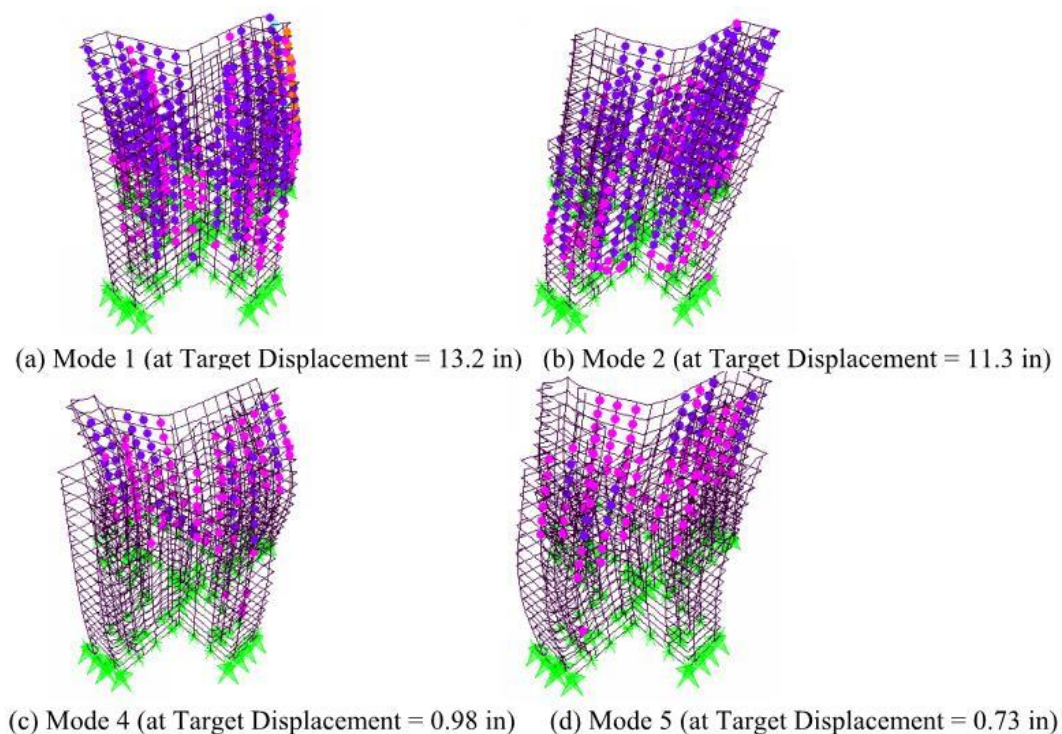 (a) Mode 1 (at Target Displacement = 13.2 in) (b) Mode 2 (at Target Displacement = 11.3 in)
(c) Mode 4 (at Target Displacement = 0.98 in) (d) Mode 5 (at Target Displacement = 0.73 in)